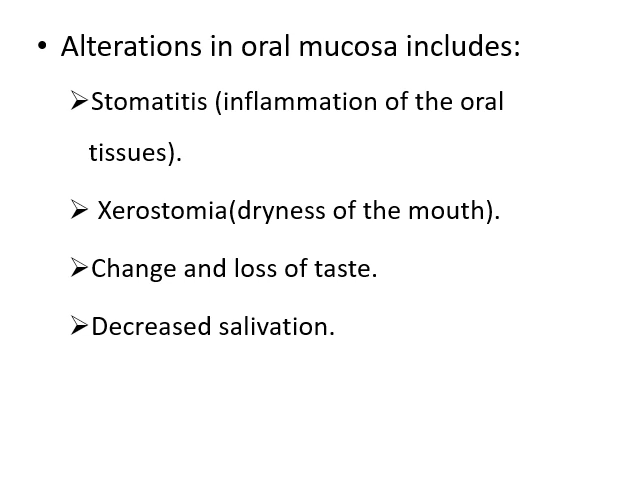 • Alterations in oral mucosa includes:
➢Stomatitis (inflammation of the oral
tissues).
➢ Xerostomia(dryness of the mouth).
➢Change and loss of taste.
➢Decreased salivation.